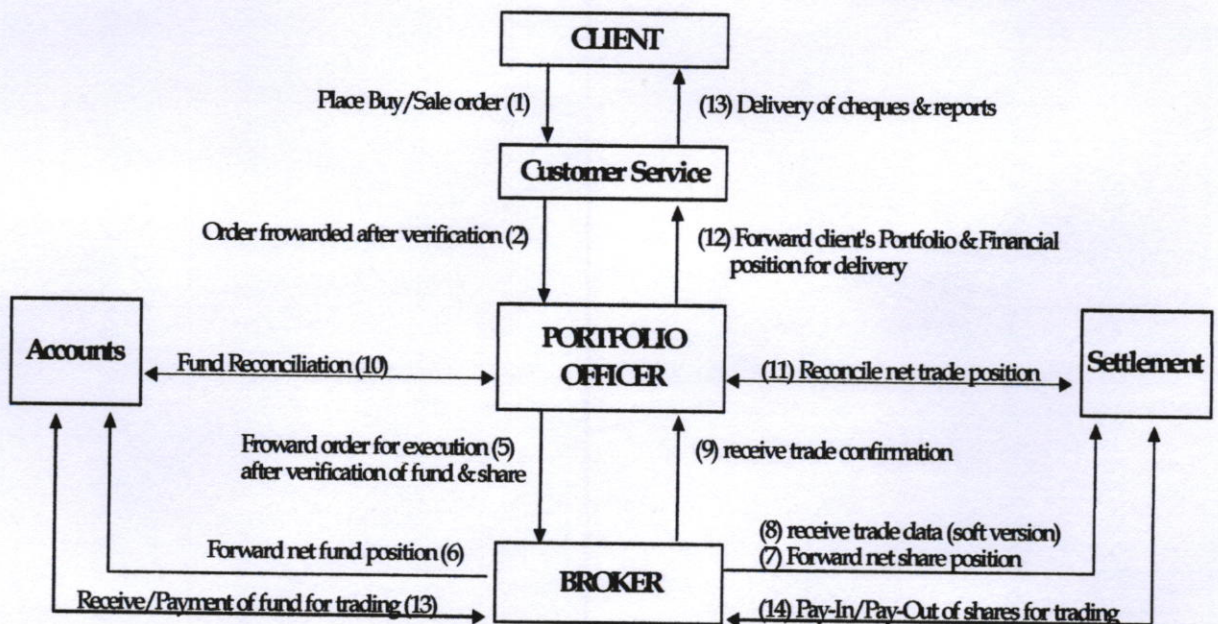 CLIENT
Place Buy/Sale order (1)
(13) Delivery of cheques & reports
Customer Service
Order frowarded after verification (2)
(12) Forward client's Portfolio & Financial
position for delivery
Accounts
Fund Reconciliation (10)
PORTFOLIO
OFFICER
(11) Reconcile net trade position
Settlement
Froward order for execution (5)
after verification of fund & share
(9) receive trade confirmation
Forward net fund position (6)
BROKER
(8) receive trade data (soft version)
(7) Forward net share position
Receive/Payment of fund for trading (13)
(14) Pay-In/Pay-Out of shares for trading